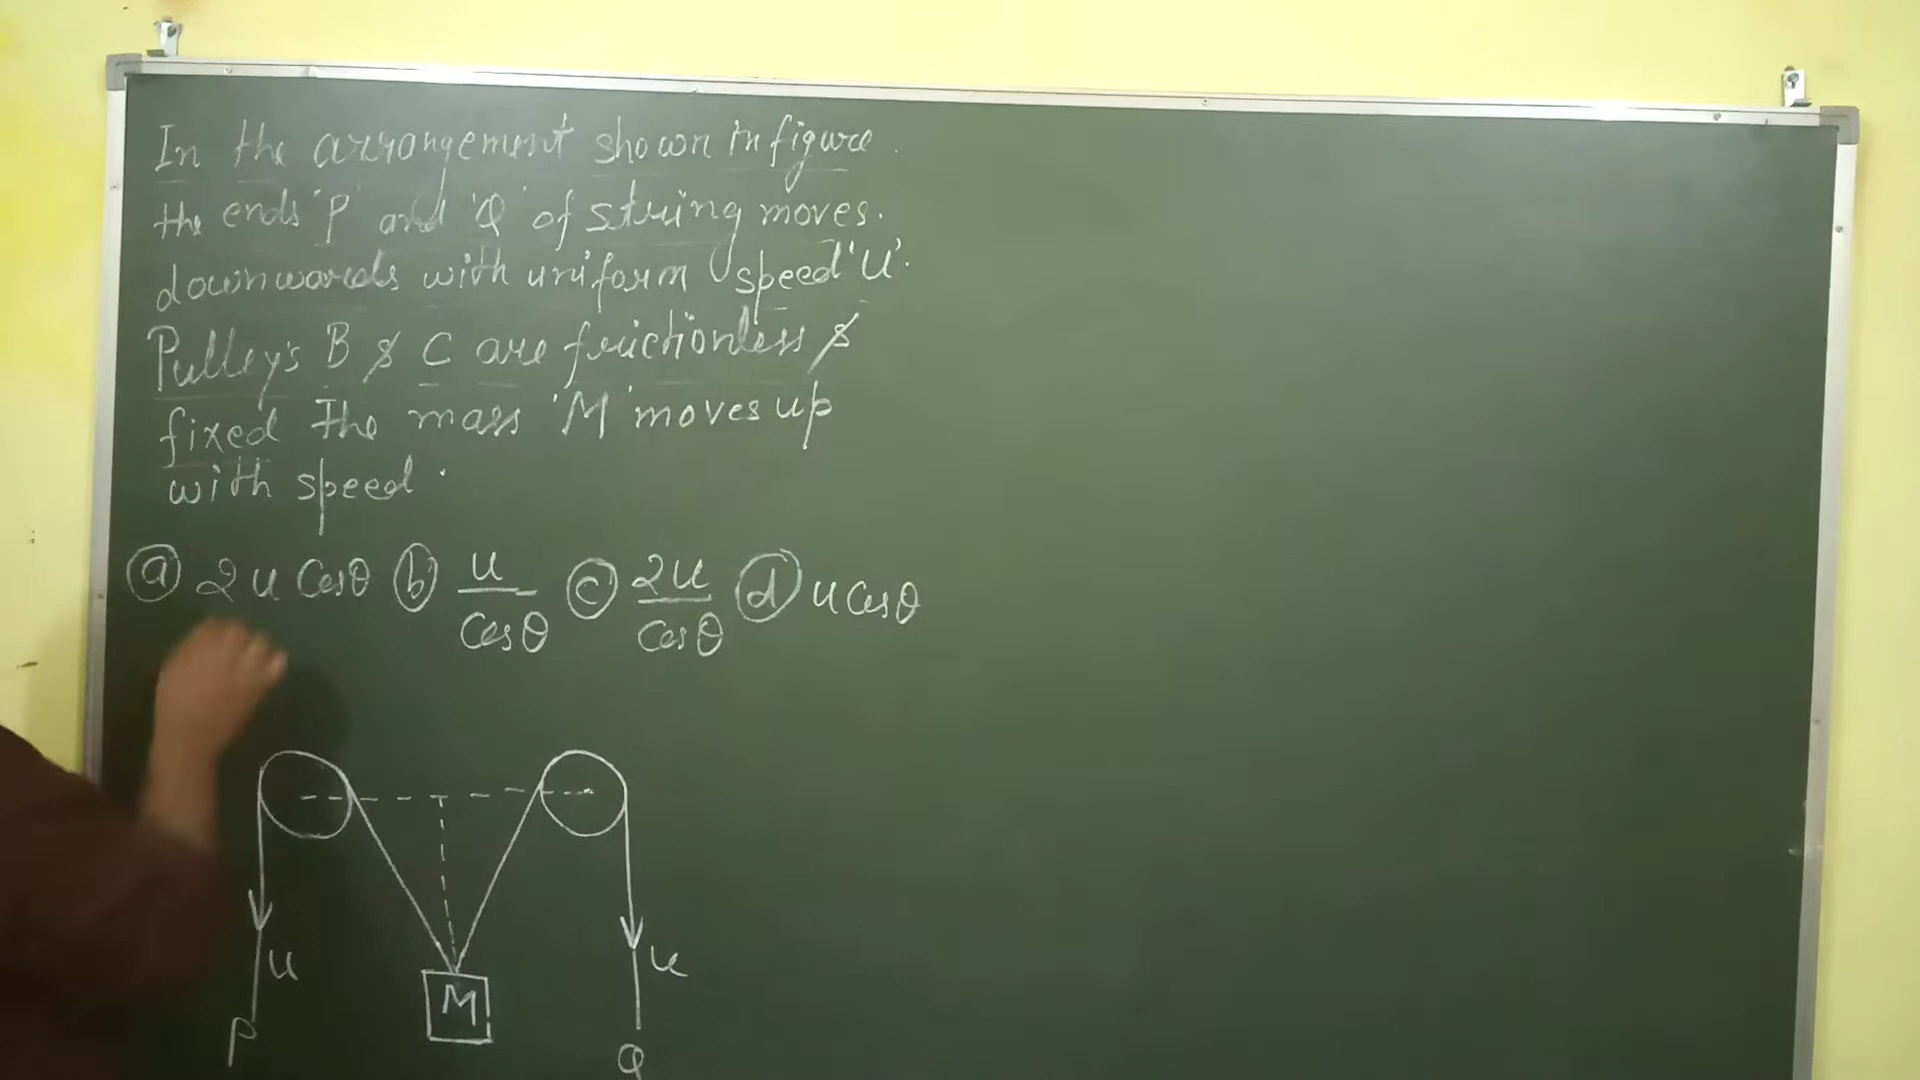 In the arrangement shown in figure.
the ends 'P' and 'Q' of string moves.
downwards with uniform speed 'U'.
Pulley's B & C are frictionless &
fixed The mass 'M' moves up
with speed.
(a) 2 u Cosθ (b) u/Cosθ (c) 2u/Cosθ (d) u Cosθ
u
u
M
P
Q